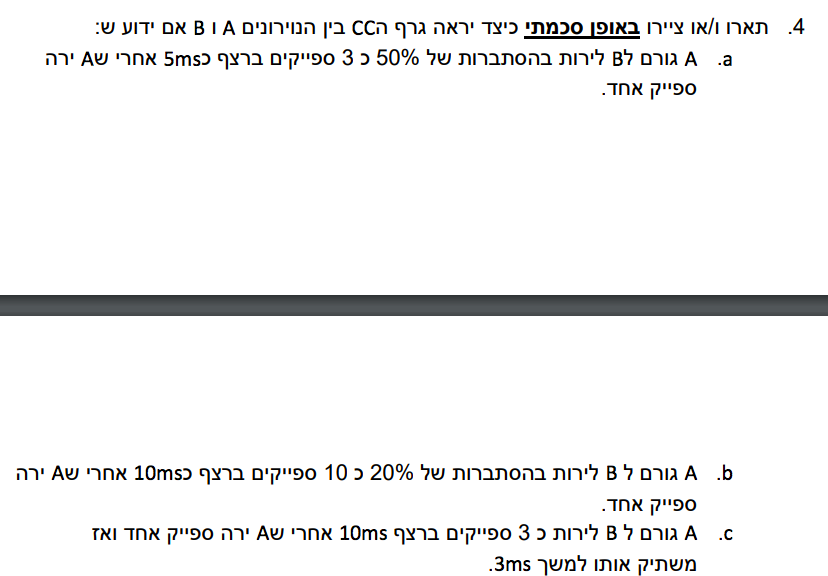 4. תארו ו/או ציירו באופן סכמתי כיצד יראה גרף הCC בין הנוירונים A ו B אם ידוע ש:
a. A גורם לB לירות בהסתברות של 50% כ 3 ספייקים ברצף כ5ms אחרי שA ירה
ספייק אחד.
b. A גורם ל B לירות בהסתברות של 20% כ 10 ספייקים ברצף כ10ms אחרי שA ירה
ספייק אחד.
c. A גורם ל B לירות כ 3 ספייקים ברצף 10ms אחרי שA ירה ספייק אחד ואז
משתיק אותו למשך 3ms.